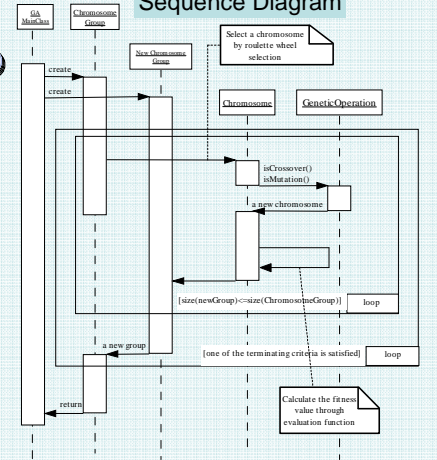 Sequence Diagram
GA
MainClass
Chromosome
Group
New Chromosome
Group
Select a chromosome
by roulette wheel
selection
Chromosome
GeneticOperation
create
create
isCrossover()
isMutation()
a new chromosome
[size(newGroup)<=size(ChromosomeGroup)]
loop
a new group
[one of the terminating criteria is satisfied]
loop
return
Calculate the fitness
value through
evaluation function